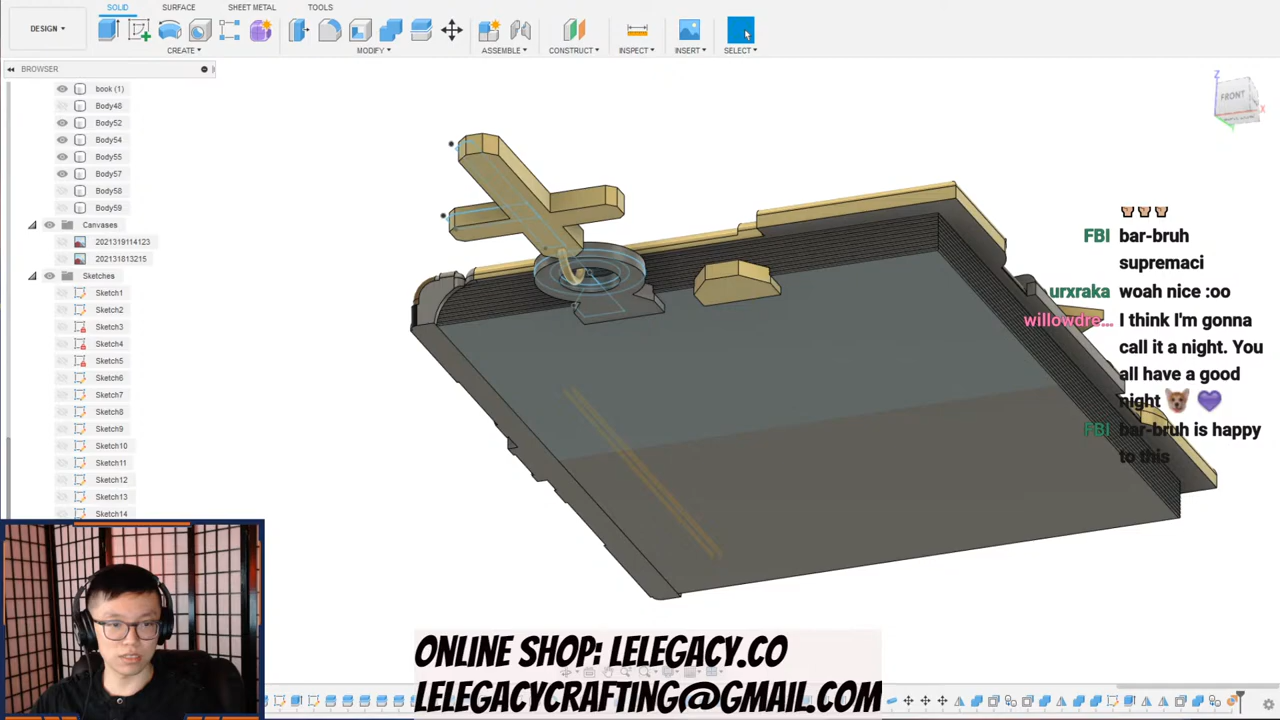 SOLID SURFACE SHEET METAL TOOLS
DESIGN
CREATE MODIFY ASSEMBLE CONSTRUCT INSPECT INSERT SELECT
BROWSER
book (1)
Body48
Body52
Body54
Body55
Body57
Body58
Body59
Canvases
2021319114123
202131813215
Sketches
Sketch1
Sketch2
Sketch3
Sketch4
Sketch5
Sketch6
Sketch7
Sketch8
Sketch9
Sketch10
Sketch11
Sketch12
Sketch13
Sketch14
Z
FRONT
X
FBI bar-bruh
supremaci
urxraka woah nice :oo
willowdre... I think I'm gonna
call it a night. You
all have a good
night
FBI bar-bruh is happy
to this
ONLINE SHOP: LELEGACY.CO
LELEGACYCRAFTING@GMAIL.COM